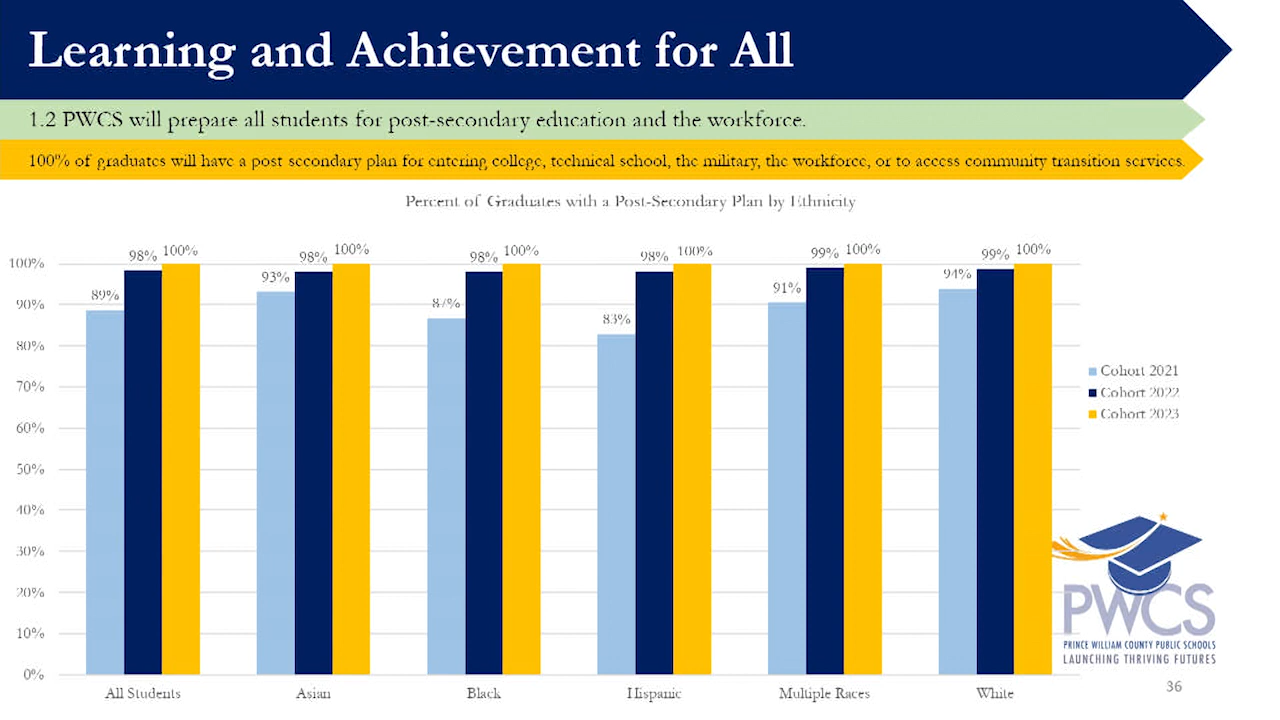 Learning and Achievement for All
1.2 PWCS will prepare all students for post-secondary education and the workforce.
100% of graduates will have a post secondary plan for entering college, technical school, the military, the workforce, or to access community transition services.
Percent of Graduates with a Post-Secondary Plan by Ethnicity
100%
90%
80%
70%
60%
50%
40%
30%
20%
10%
0%
89% 98% 100%
93% 98% 100%
87% 98% 100%
83% 98% 100%
91% 99% 100%
94% 99% 100%
All Students Asian Black Hispanic Multiple Races White
Cohort 2021
Cohort 2022
Cohort 2023
PWCS
PRINCE WILLIAM COUNTY PUBLIC SCHOOLS
LAUNCHING THRIVING FUTURES
36